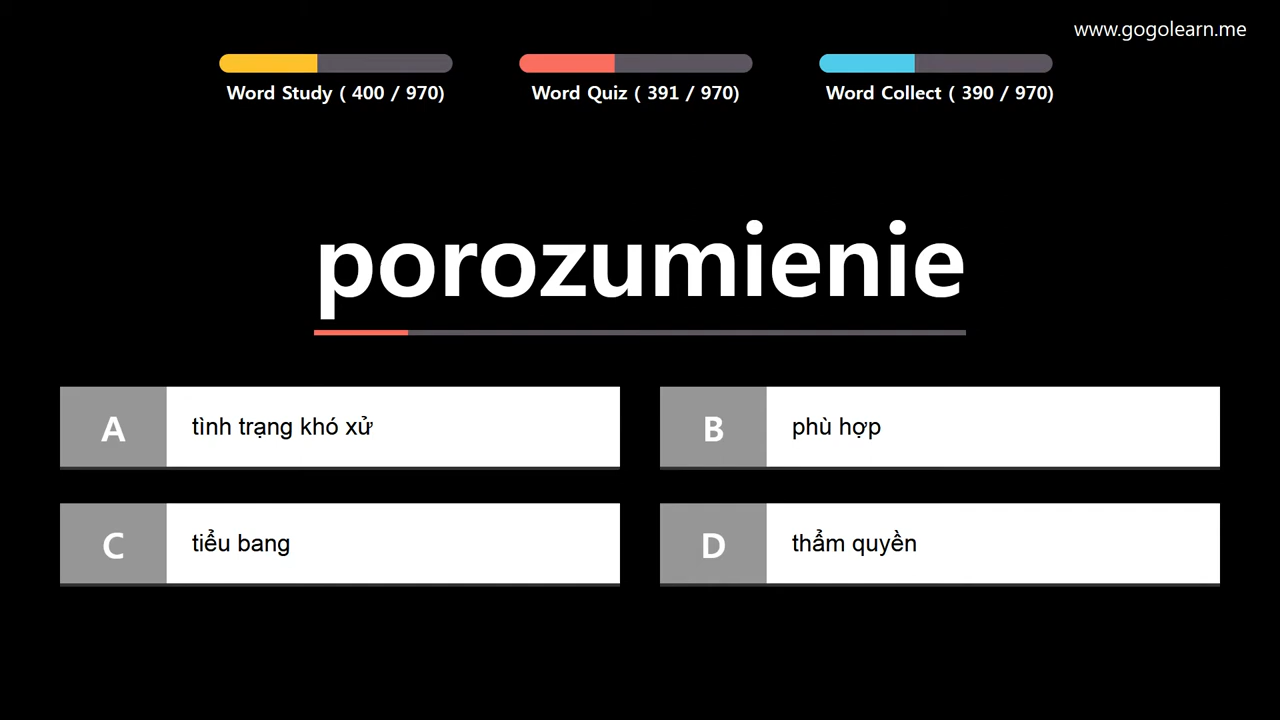 www.gogolearn.me
Word Study ( 400 / 970)
Word Quiz ( 391 / 970)
Word Collect ( 390 / 970)
porozumienie
A tình trạng khó xử
B phù hợp
C tiểu bang
D thẩm quyền